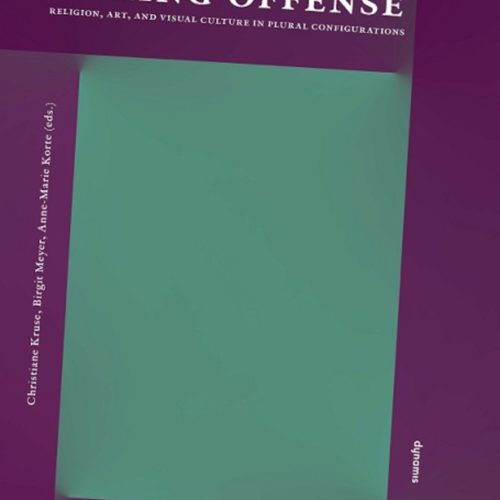 OFFENSE
RELIGION, ART, AND VISUAL CULTURE IN PLURAL CONFIGURATIONS
Christiane Kruse, Birgit Meyer, Anne-Marie Korte (eds.)
dynamis